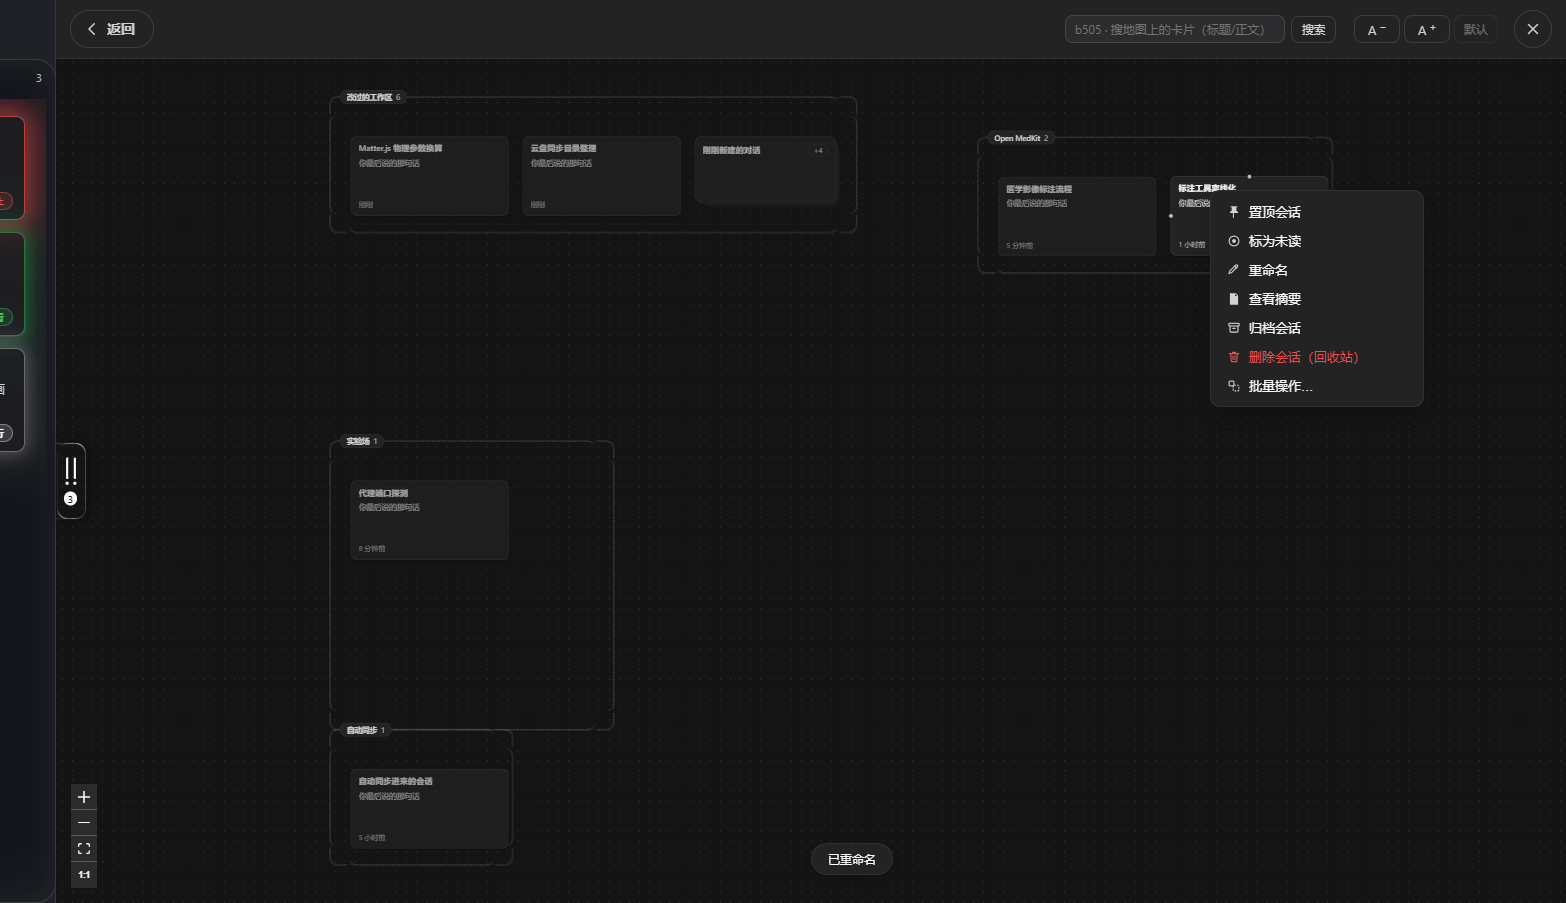 返回
b505 · 搜地图上的卡片（标题/正文）
搜索
A⁻
A⁺
默认
3
改过的工作区 6
Matter.js 物理参数换算
你最后说的那句话
刚刚
云盘同步目录整理
你最后说的那句话
刚刚
刚刚新建的对话
+4
Open MedKit 2
医学影像标注流程
你最后说的那句话
5 分钟前
标注工具离线化
你最后说
1 小时前
置顶会话
标为未读
重命名
查看摘要
归档会话
删除会话（回收站）
批量操作...
实验场 1
代理端口探测
你最后说的那句话
8 分钟前
3
自动同步 1
自动同步进来的会话
你最后说的那句话
5 小时前
1:1
已重命名